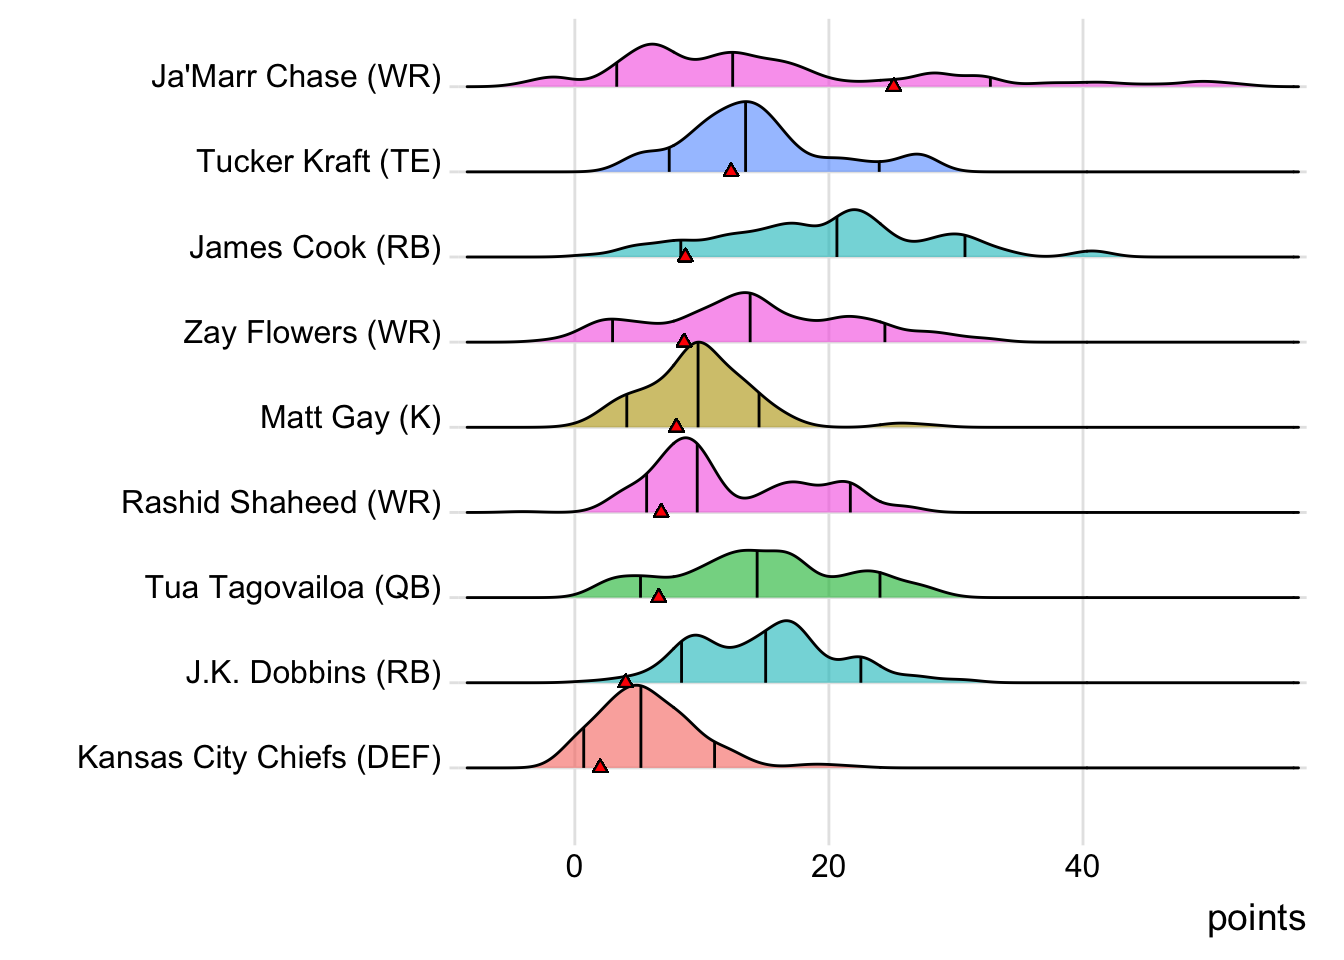 Ja'Marr Chase (WR)
Tucker Kraft (TE)
James Cook (RB)
Zay Flowers (WR)
Matt Gay (K)
Rashid Shaheed (WR)
Tua Tagovailoa (QB)
J.K. Dobbins (RB)
Kansas City Chiefs (DEF)
0 20 40
points